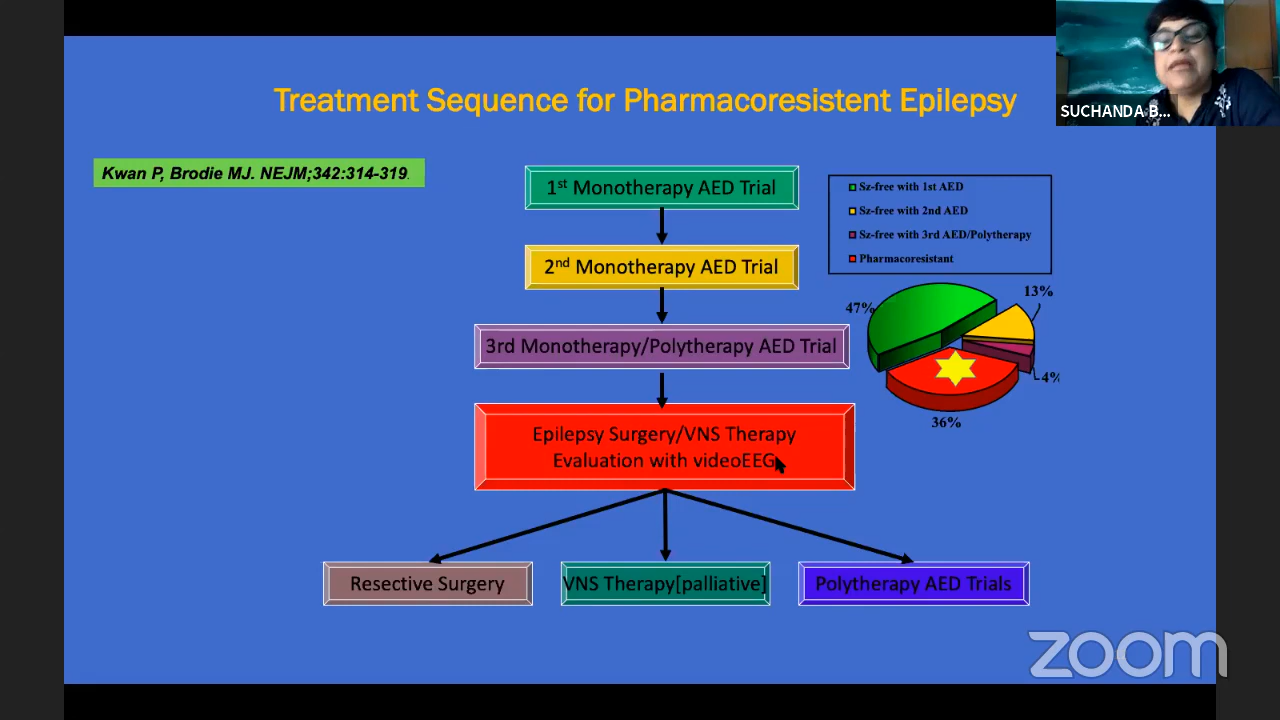 SUCHANDA B...
Treatment Sequence for Pharmacoresistent Epilepsy
Kwan P, Brodie MJ. NEJM;342:314-319.
1st Monotherapy AED Trial
2nd Monotherapy AED Trial
3rd Monotherapy/Polytherapy AED Trial
Epilepsy Surgery/VNS Therapy
Evaluation with videoEEG
Resective Surgery
VNS Therapy[palliative]
Polytherapy AED Trials
Sz-free with 1st AED
Sz-free with 2nd AED
Sz-free with 3rd AED/Polytherapy
Pharmacoresistant
47%
13%
4%
36%
zoom